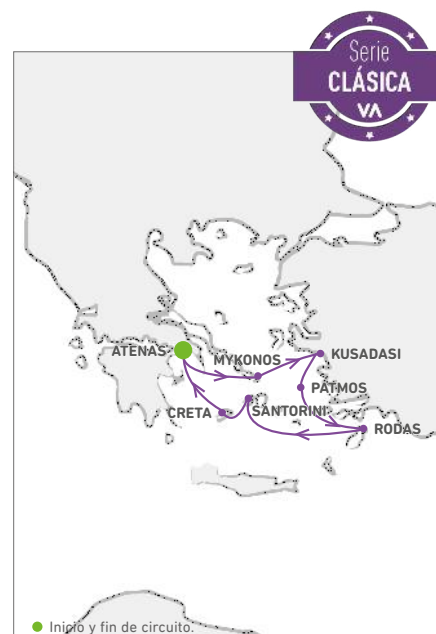 Serie
CLÁSICA
VA
ATENAS
MYKONOS
KUSADASI
PATMOS
CRETA
SANTORINI
RODAS
Inicio y fin de circuito.